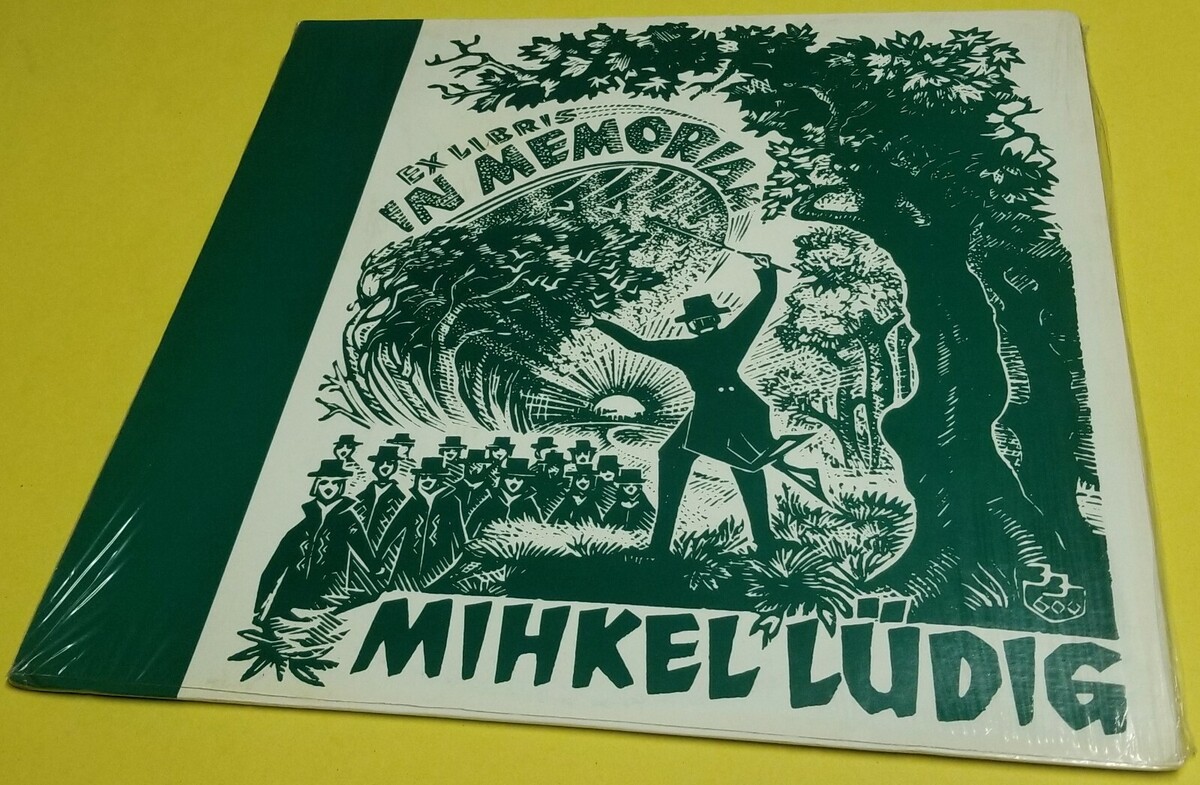 EX LIBRIS
IN MEMORIAM
MIHKEL LÜDIG